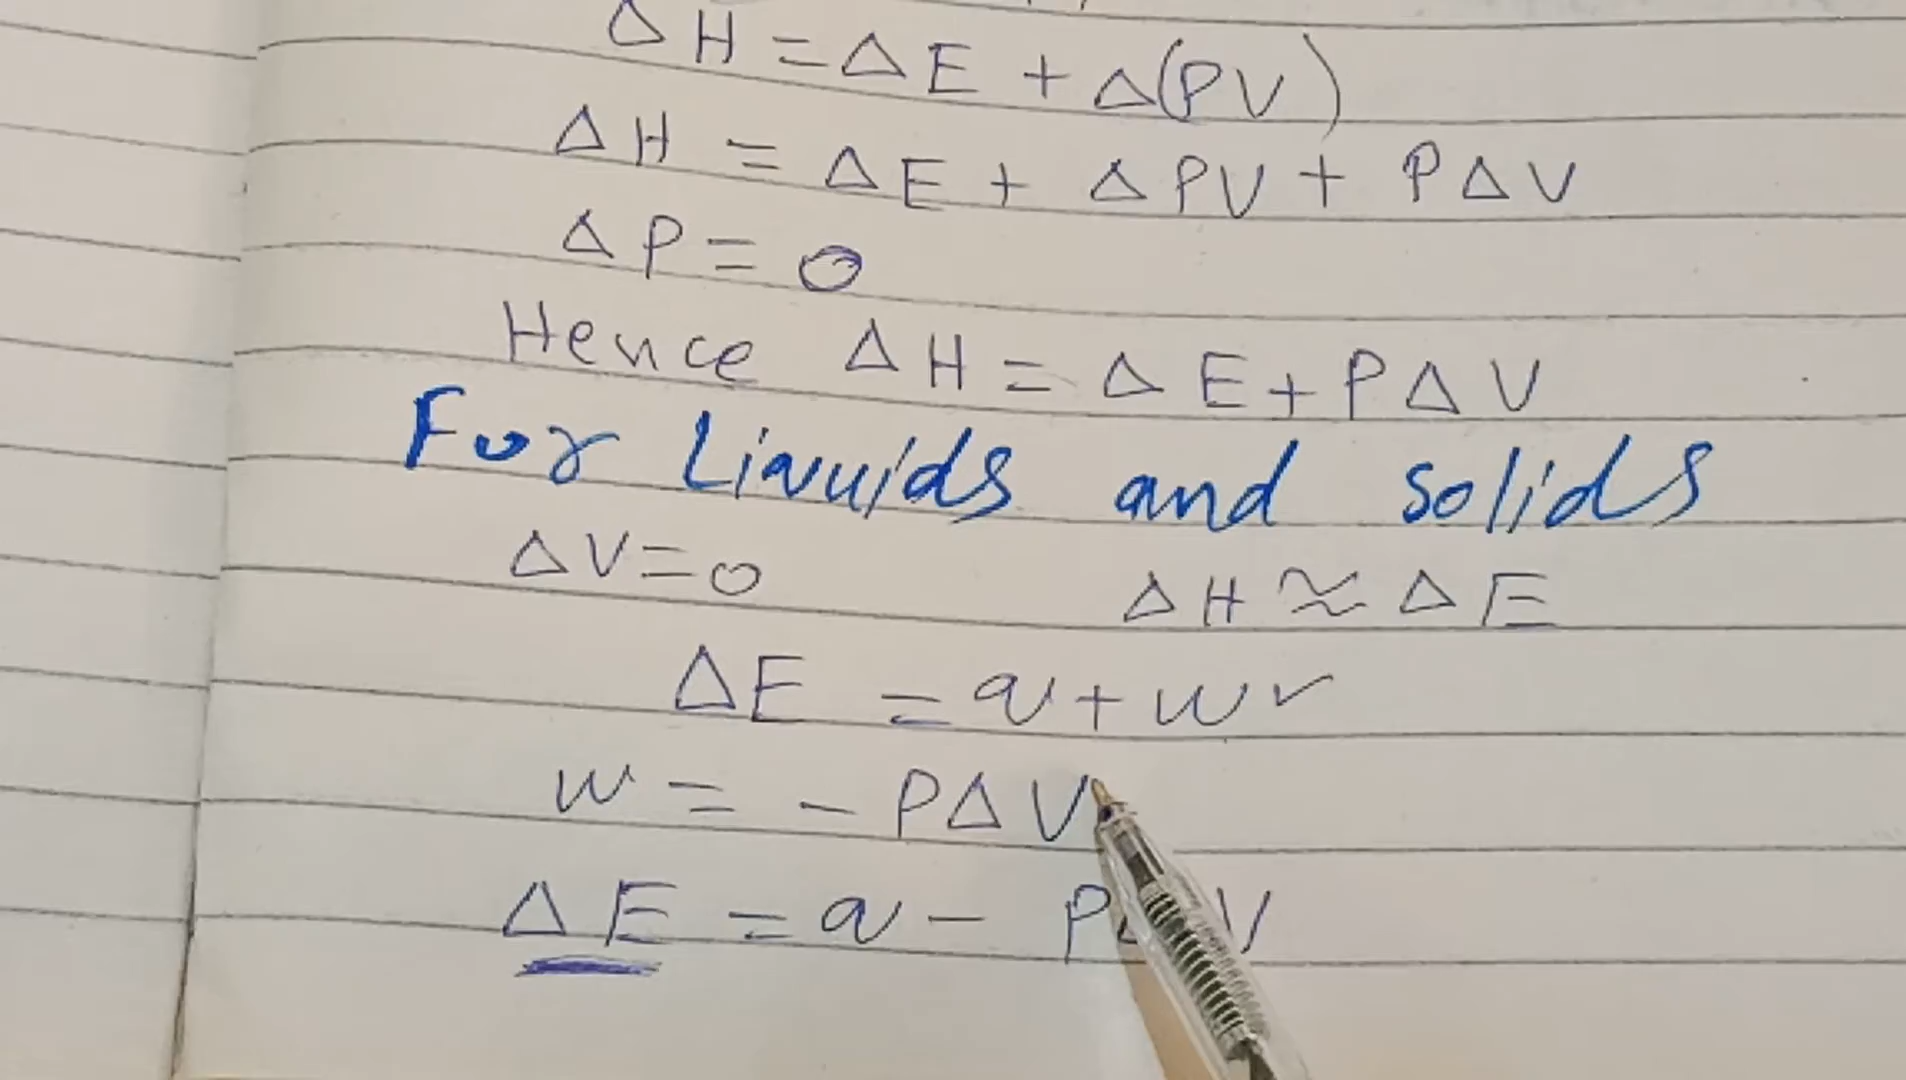 ΔH = ΔE + Δ(PV)
ΔH = ΔE + ΔPV + PΔV
ΔP = 0
Hence ΔH = ΔE + PΔV
For Liquids and solids
ΔV = 0 ΔH ≈ ΔE
ΔE = q + w ✓
w = - PΔV
ΔE = q - PΔV